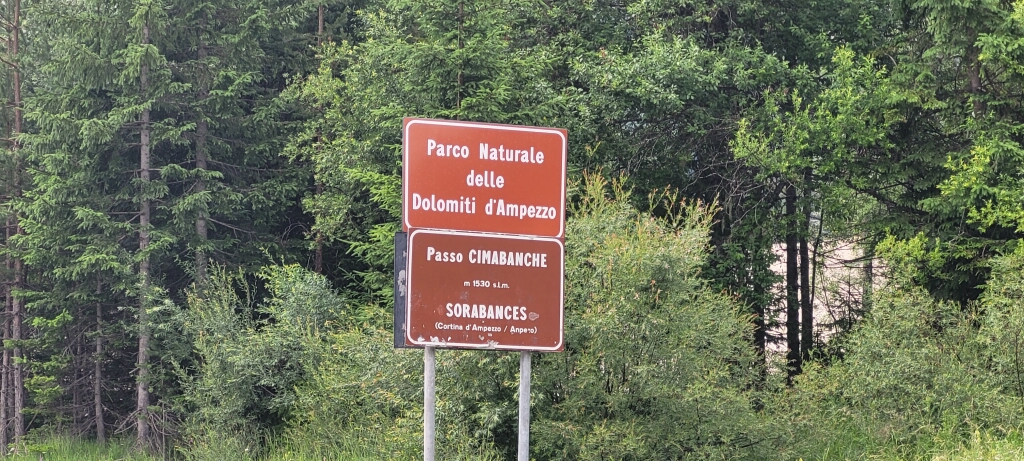 Parco Naturale
delle
Dolomiti d'Ampezzo
Passo CIMABANCHE
m 1530 s.l.m.
SORABANCES
(Cortina d'Ampezzo / Anpezo)